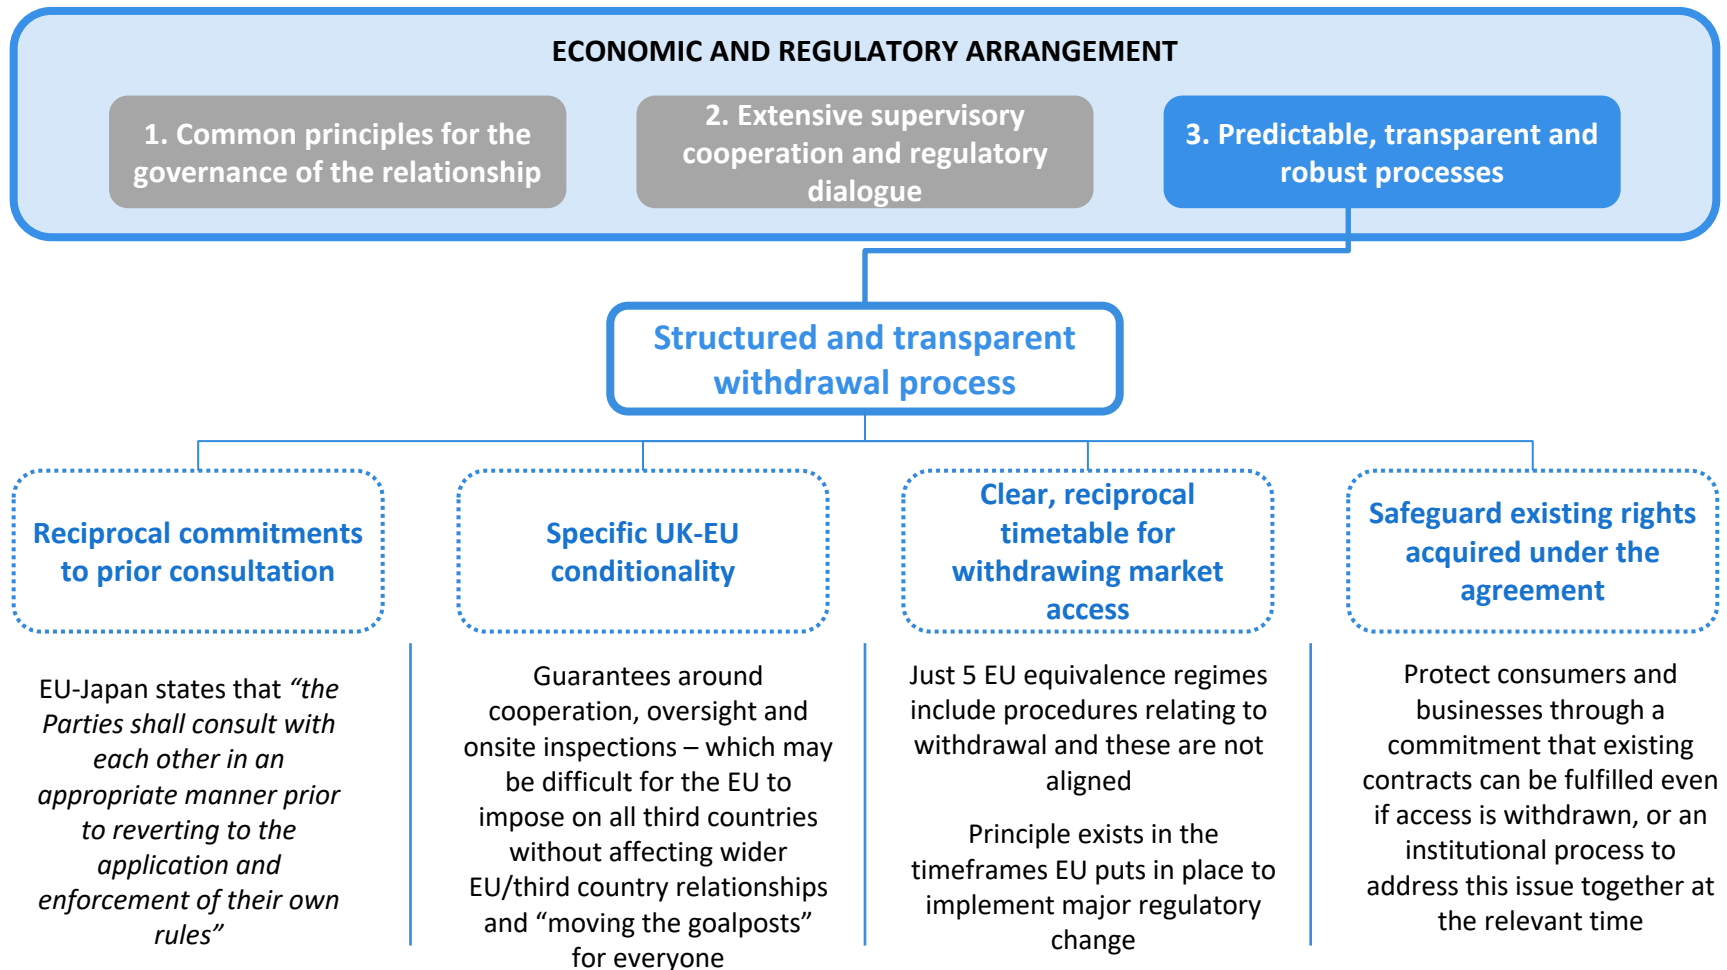 ECONOMIC AND REGULATORY ARRANGEMENT
1. Common principles for the
governance of the relationship
2. Extensive supervisory
cooperation and regulatory
dialogue
3. Predictable, transparent and
robust processes
Structured and transparent
withdrawal process
Reciprocal commitments
to prior consultation
Specific UK-EU
conditionality
Clear, reciprocal
timetable for
withdrawing market
access
Safeguard existing rights
acquired under the
agreement
EU-Japan states that “the
Parties shall consult with
each other in an
appropriate manner prior
to reverting to the
application and
enforcement of their own
rules”
Guarantees around
cooperation, oversight and
onsite inspections – which may
be difficult for the EU to
impose on all third countries
without affecting wider
EU/third country relationships
and “moving the goalposts”
for everyone
Just 5 EU equivalence regimes
include procedures relating to
withdrawal and these are not
aligned
Principle exists in the
timeframes EU puts in place to
implement major regulatory
change
Protect consumers and
businesses through a
commitment that existing
contracts can be fulfilled even
if access is withdrawn, or an
institutional process to
address this issue together at
the relevant time